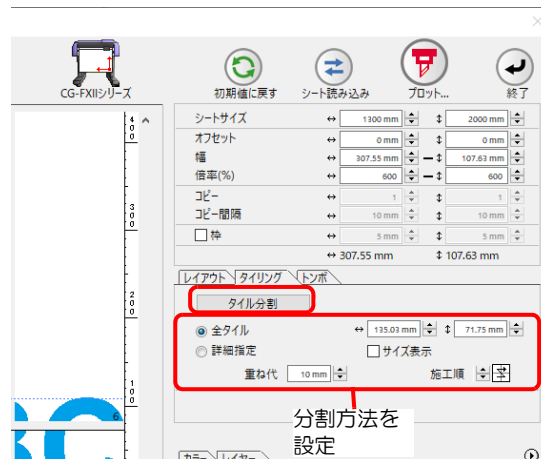 CG-FXIIシリーズ
初期値に戻す シート読み込み プロット... 終了
シートサイズ ↔ 1300 mm ↕ 2000 mm
オフセット ↔ 0 mm ↕ 0 mm
幅 ↔ 307.55 mm ↕ 107.63 mm
倍率(%) ↔ 600 ↕ 600
コピー ↔ 1 ↕ 1
コピー間隔 ↔ 10 mm ↕ 10 mm
枠 ↔ 5 mm ↕ 5 mm
↔ 307.55 mm ↕ 107.63 mm
レイアウト タイリング トンボ
タイル分割
全タイル ↔ 135.03 mm ↕ 71.75 mm
詳細指定 サイズ表示
重ね代 10 mm 施工順
分割方法を
設定
カラー レイヤー
400
300
200
100
6
BC